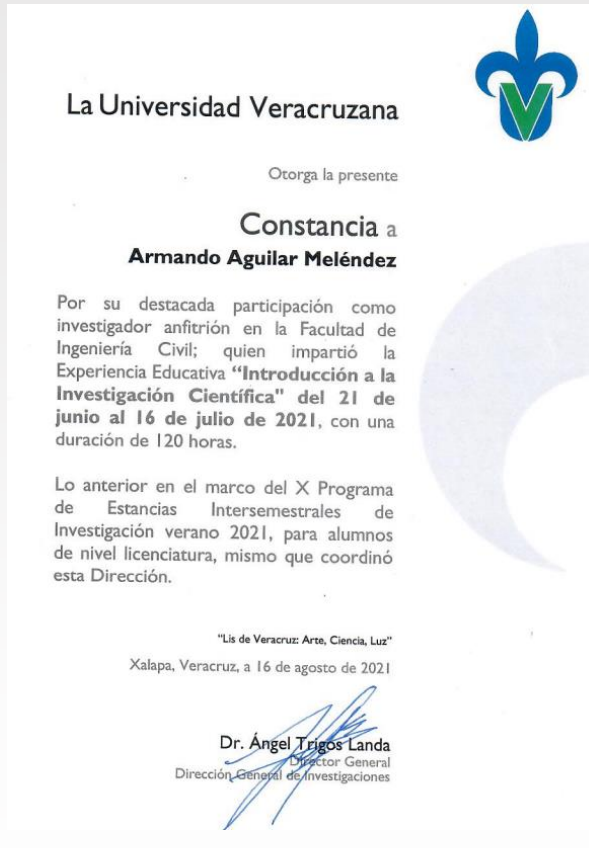 La Universidad Veracruzana
Otorga la presente
Constancia a
Armando Aguilar Meléndez
Por su destacada participación como
investigador anfitrión en la Facultad de
Ingeniería Civil; quien impartió la
Experiencia Educativa “Introducción a la
Investigación Científica" del 21 de
junio al 16 de julio de 2021, con una
duración de 120 horas.
Lo anterior en el marco del X Programa
de Estancias Intersemestrales de
Investigación verano 2021, para alumnos
de nivel licenciatura, mismo que coordinó
esta Dirección.
"Lis de Veracruz: Arte, Ciencia, Luz"
Xalapa, Veracruz, a 16 de agosto de 2021
Dr. Ángel Trigos Landa
Director General
Dirección General de Investigaciones